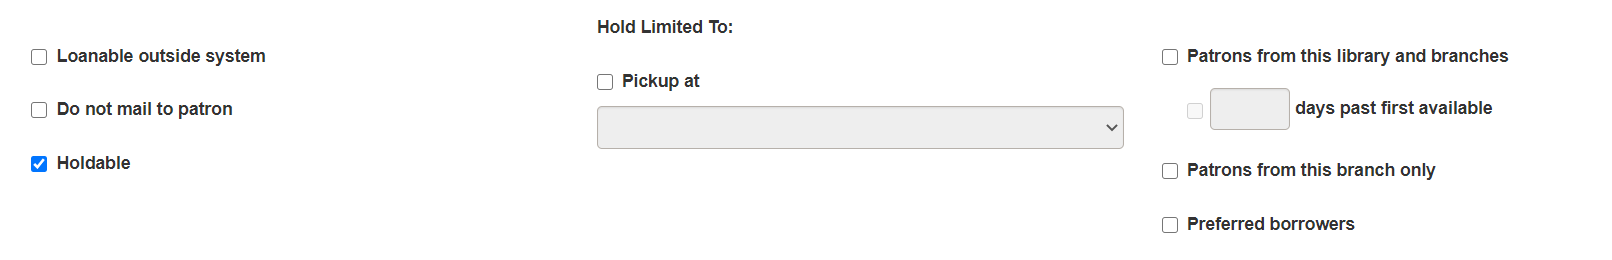 Loanable outside system
Do not mail to patron
Holdable
Hold Limited To:
Pickup at
Patrons from this library and branches
days past first available
Patrons from this branch only
Preferred borrowers